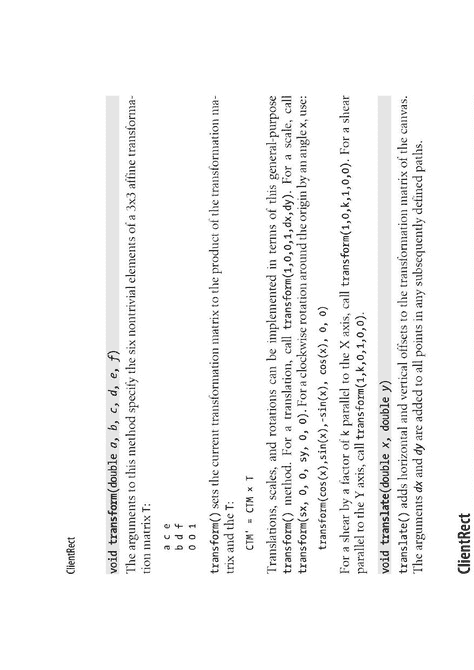 ClientRect
void transform(double a, b, c, d, e, f)
The arguments to this method specify the six nontrivial elements of a 3x3 affine transforma-
tion matrix T:
a c e
b d f
0 0 1
transform() sets the current transformation matrix to the product of the transformation ma-
trix and the T:
CTM' = CTM x T
Translations, scales, and rotations can be implemented in terms of this general-purpose
transform() method. For a translation, call transform(1,0,0,1,dx,dy). For a scale, call
transform(sx, 0, 0, sy, 0, 0). For a clockwise rotation around the origin by an angle x, use:
transform(cos(x),sin(x),-sin(x), cos(x), 0, 0)
For a shear by a factor of k parallel to the X axis, call transform(1,0,k,1,0,0). For a shear
parallel to the Y axis, call transform(1,k,0,1,0,0).
void translate(double x, double y)
translate() adds horizontal and vertical offsets to the transformation matrix of the canvas.
The arguments dx and dy are added to all points in any subsequently defined paths.
ClientRect